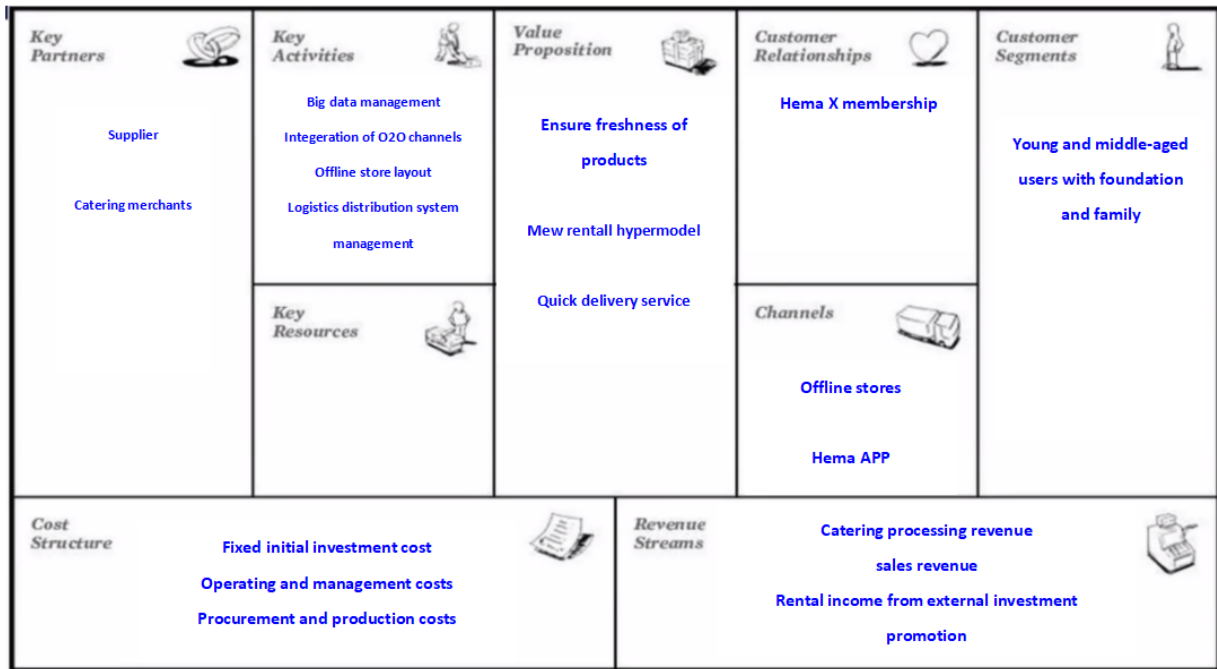 Key
Partners
Supplier
Catering merchants
Key
Activities
Big data management
Integeration of O2O channels
Offline store layout
Logistics distribution system
management
Key
Resources
Value
Proposition
Ensure freshness of
products
Mew rentall hypermodel
Quick delivery service
Customer
Relationships
Hema X membership
Channels
Offline stores
Hema APP
Customer
Segments
Young and middle-aged
users with foundation
and family
Cost
Structure
Fixed initial investment cost
Operating and management costs
Procurement and production costs
Revenue
Streams
Catering processing revenue
sales revenue
Rental income from external investment
promotion